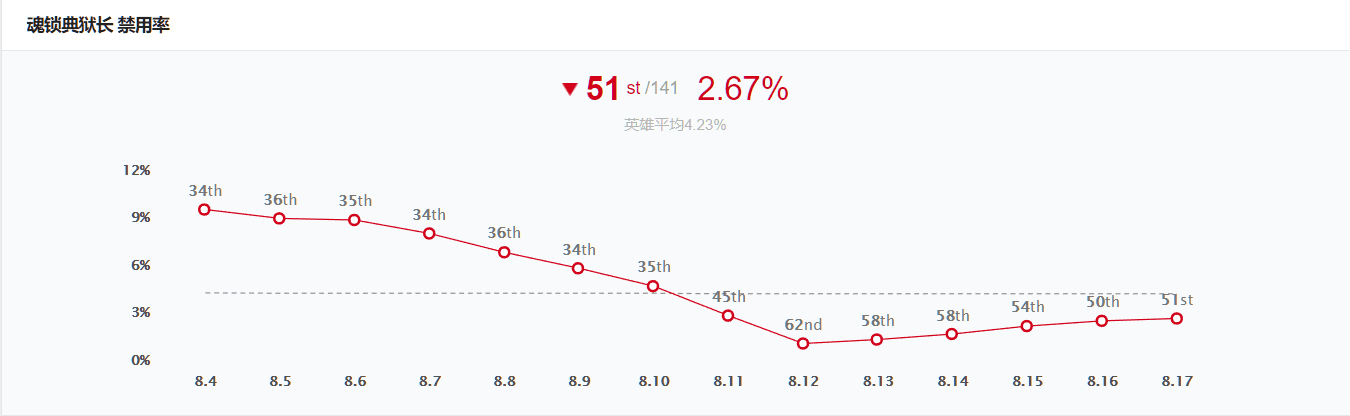 魂锁典狱长 禁用率
▼ 51 st /141 2.67%
英雄平均4.23%
12%
9%
6%
3%
0%
34th 36th 35th 34th 36th 34th 35th 45th 62nd 58th 58th 54th 50th 51st
8.4 8.5 8.6 8.7 8.8 8.9 8.10 8.11 8.12 8.13 8.14 8.15 8.16 8.17